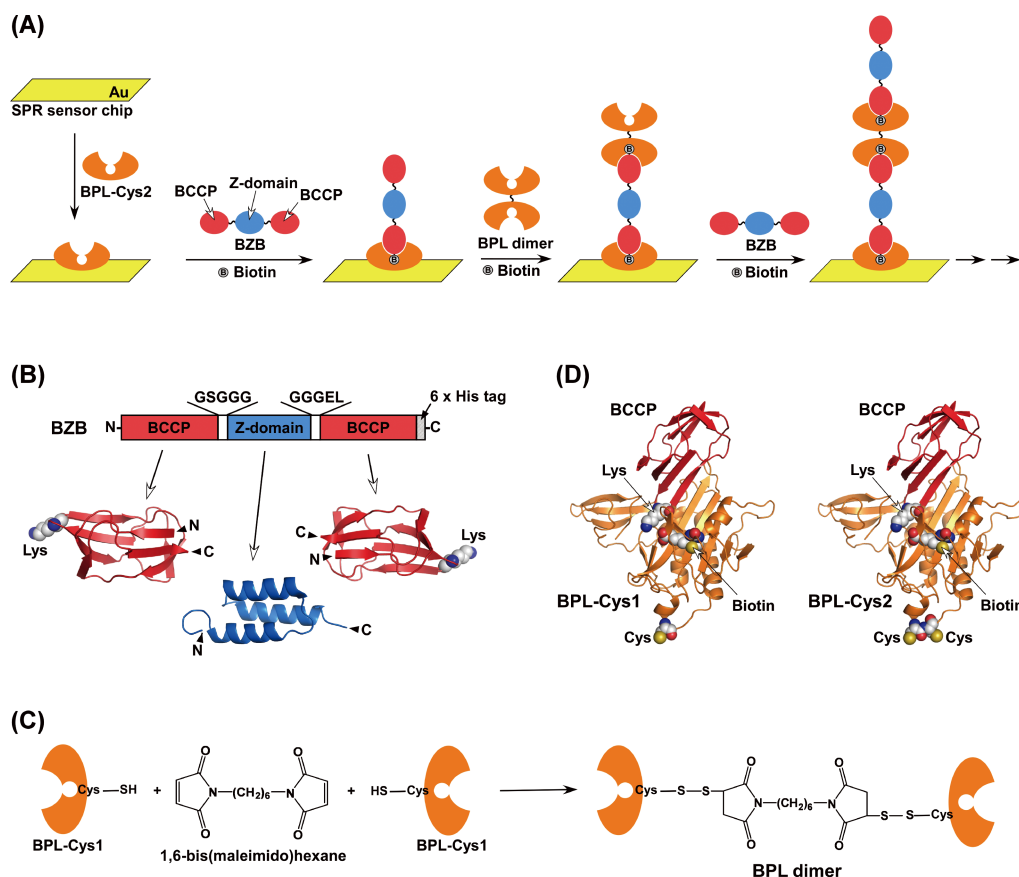 (A)
Au
SPR sensor chip
BPL-Cys2
BCCP
Z-domain
BCCP
BZB
B Biotin
B
BPL dimer
B Biotin
B
B
BZB
B Biotin
B
B
B
(B)
GSGGG
GGGEL
6 x His tag
BZB
N-
BCCP
Z-domain
BCCP
-C
Lys
N
C
C
N
Lys
N
C
(D)
BCCP
Lys
BPL-Cys1
Biotin
Cys
BCCP
Lys
BPL-Cys2
Biotin
Cys
Cys
(C)
Cys—SH
BPL-Cys1
+
O
O
N—(CH2)6—N
O
O
1,6-bis(maleimido)hexane
+
HS—Cys
BPL-Cys1
Cys—S—S
O
O
N—(CH2)6—N
O
O
S—S—Cys
BPL dimer